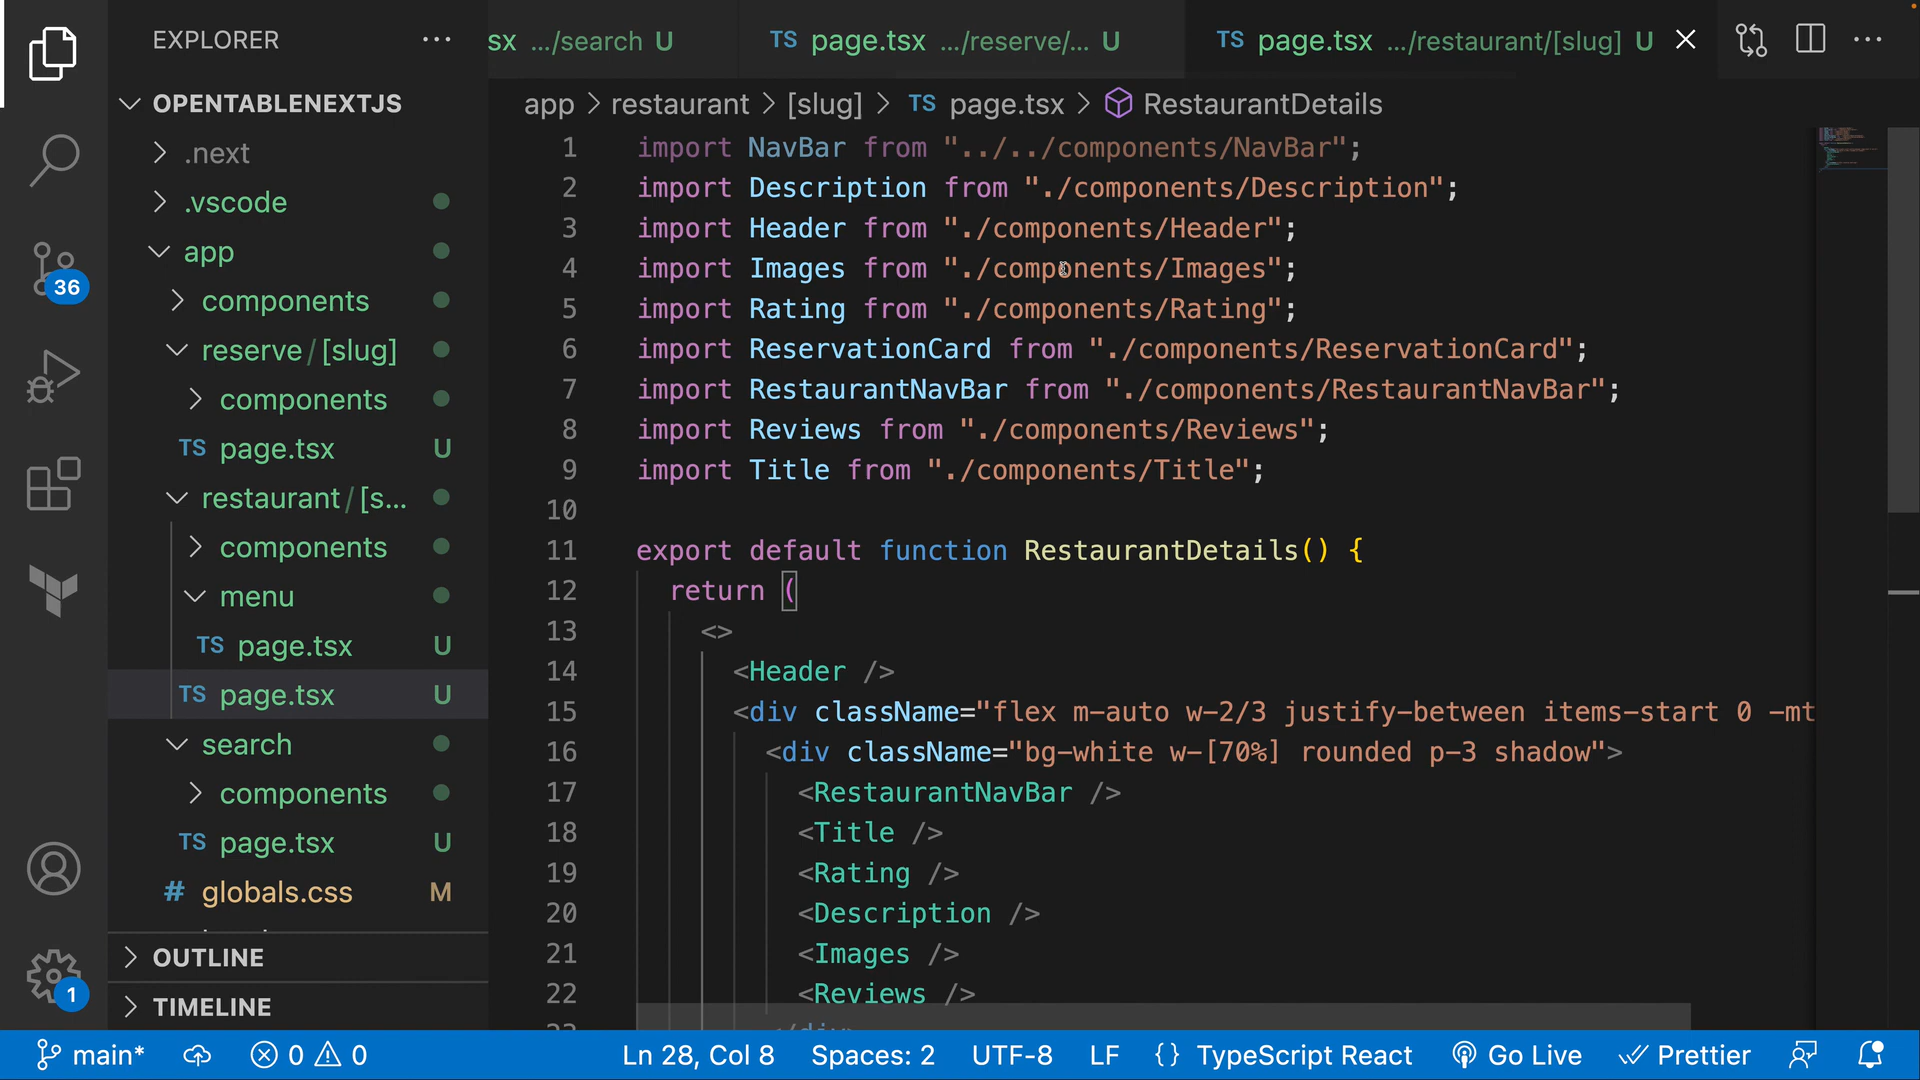 EXPLORER
OPENTABLENEXTJS
.next
.vscode
app
components
reserve / [slug]
components
TS page.tsx U
restaurant / [s...
components
menu
TS page.tsx U
TS page.tsx U
search
components
TS page.tsx U
# globals.css M
OUTLINE
TIMELINE
36
1
sx .../search U
TS page.tsx .../reserve/... U
TS page.tsx .../restaurant/[slug] U
app > restaurant > [slug] > TS page.tsx > RestaurantDetails
1 import NavBar from "../../components/NavBar";
2 import Description from "./components/Description";
3 import Header from "./components/Header";
4 import Images from "./components/Images";
5 import Rating from "./components/Rating";
6 import ReservationCard from "./components/ReservationCard";
7 import RestaurantNavBar from "./components/RestaurantNavBar";
8 import Reviews from "./components/Reviews";
9 import Title from "./components/Title";
10
11 export default function RestaurantDetails() {
12 return (
13 <>
14 <Header />
15 <div className="flex m-auto w-2/3 justify-between items-start 0 -mt
16 <div className="bg-white w-[70%] rounded p-3 shadow">
17 <RestaurantNavBar />
18 <Title />
19 <Rating />
20 <Description />
21 <Images />
22 <Reviews />
main* 0 0 Ln 28, Col 8 Spaces: 2 UTF-8 LF {} TypeScript React Go Live Prettier